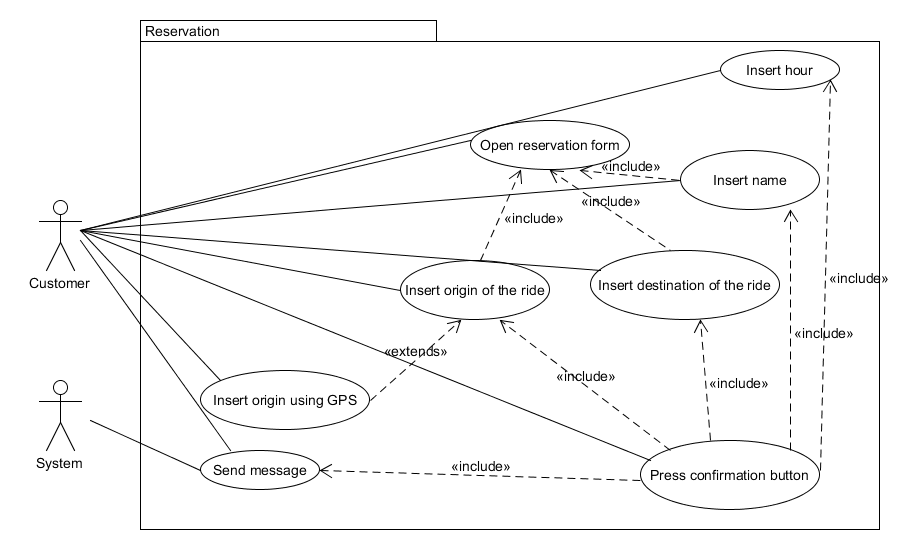 Reservation
Insert hour
Open reservation form
«include»
Insert name
«include»
«include»
Customer
Insert origin of the ride
Insert destination of the ride
«include»
«include»
«extends»
«include»
«include»
Insert origin using GPS
System
Send message
«include»
Press confirmation button